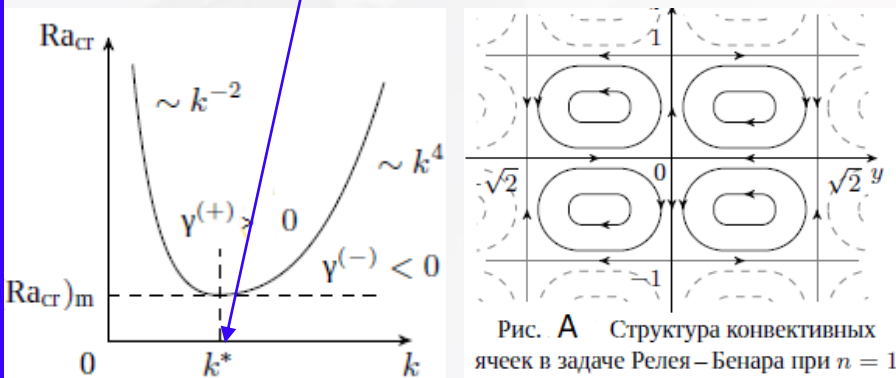 Ra_cr
~ k^{-2}
~ k^4
γ^{(+)} > 0
γ^{(−)} < 0
Ra_cr)_m
0
k*
k
1
0
-√2
√2 y
−1
Рис. А Структура конвективных
ячеек в задаче Релея – Бенара при n = 1